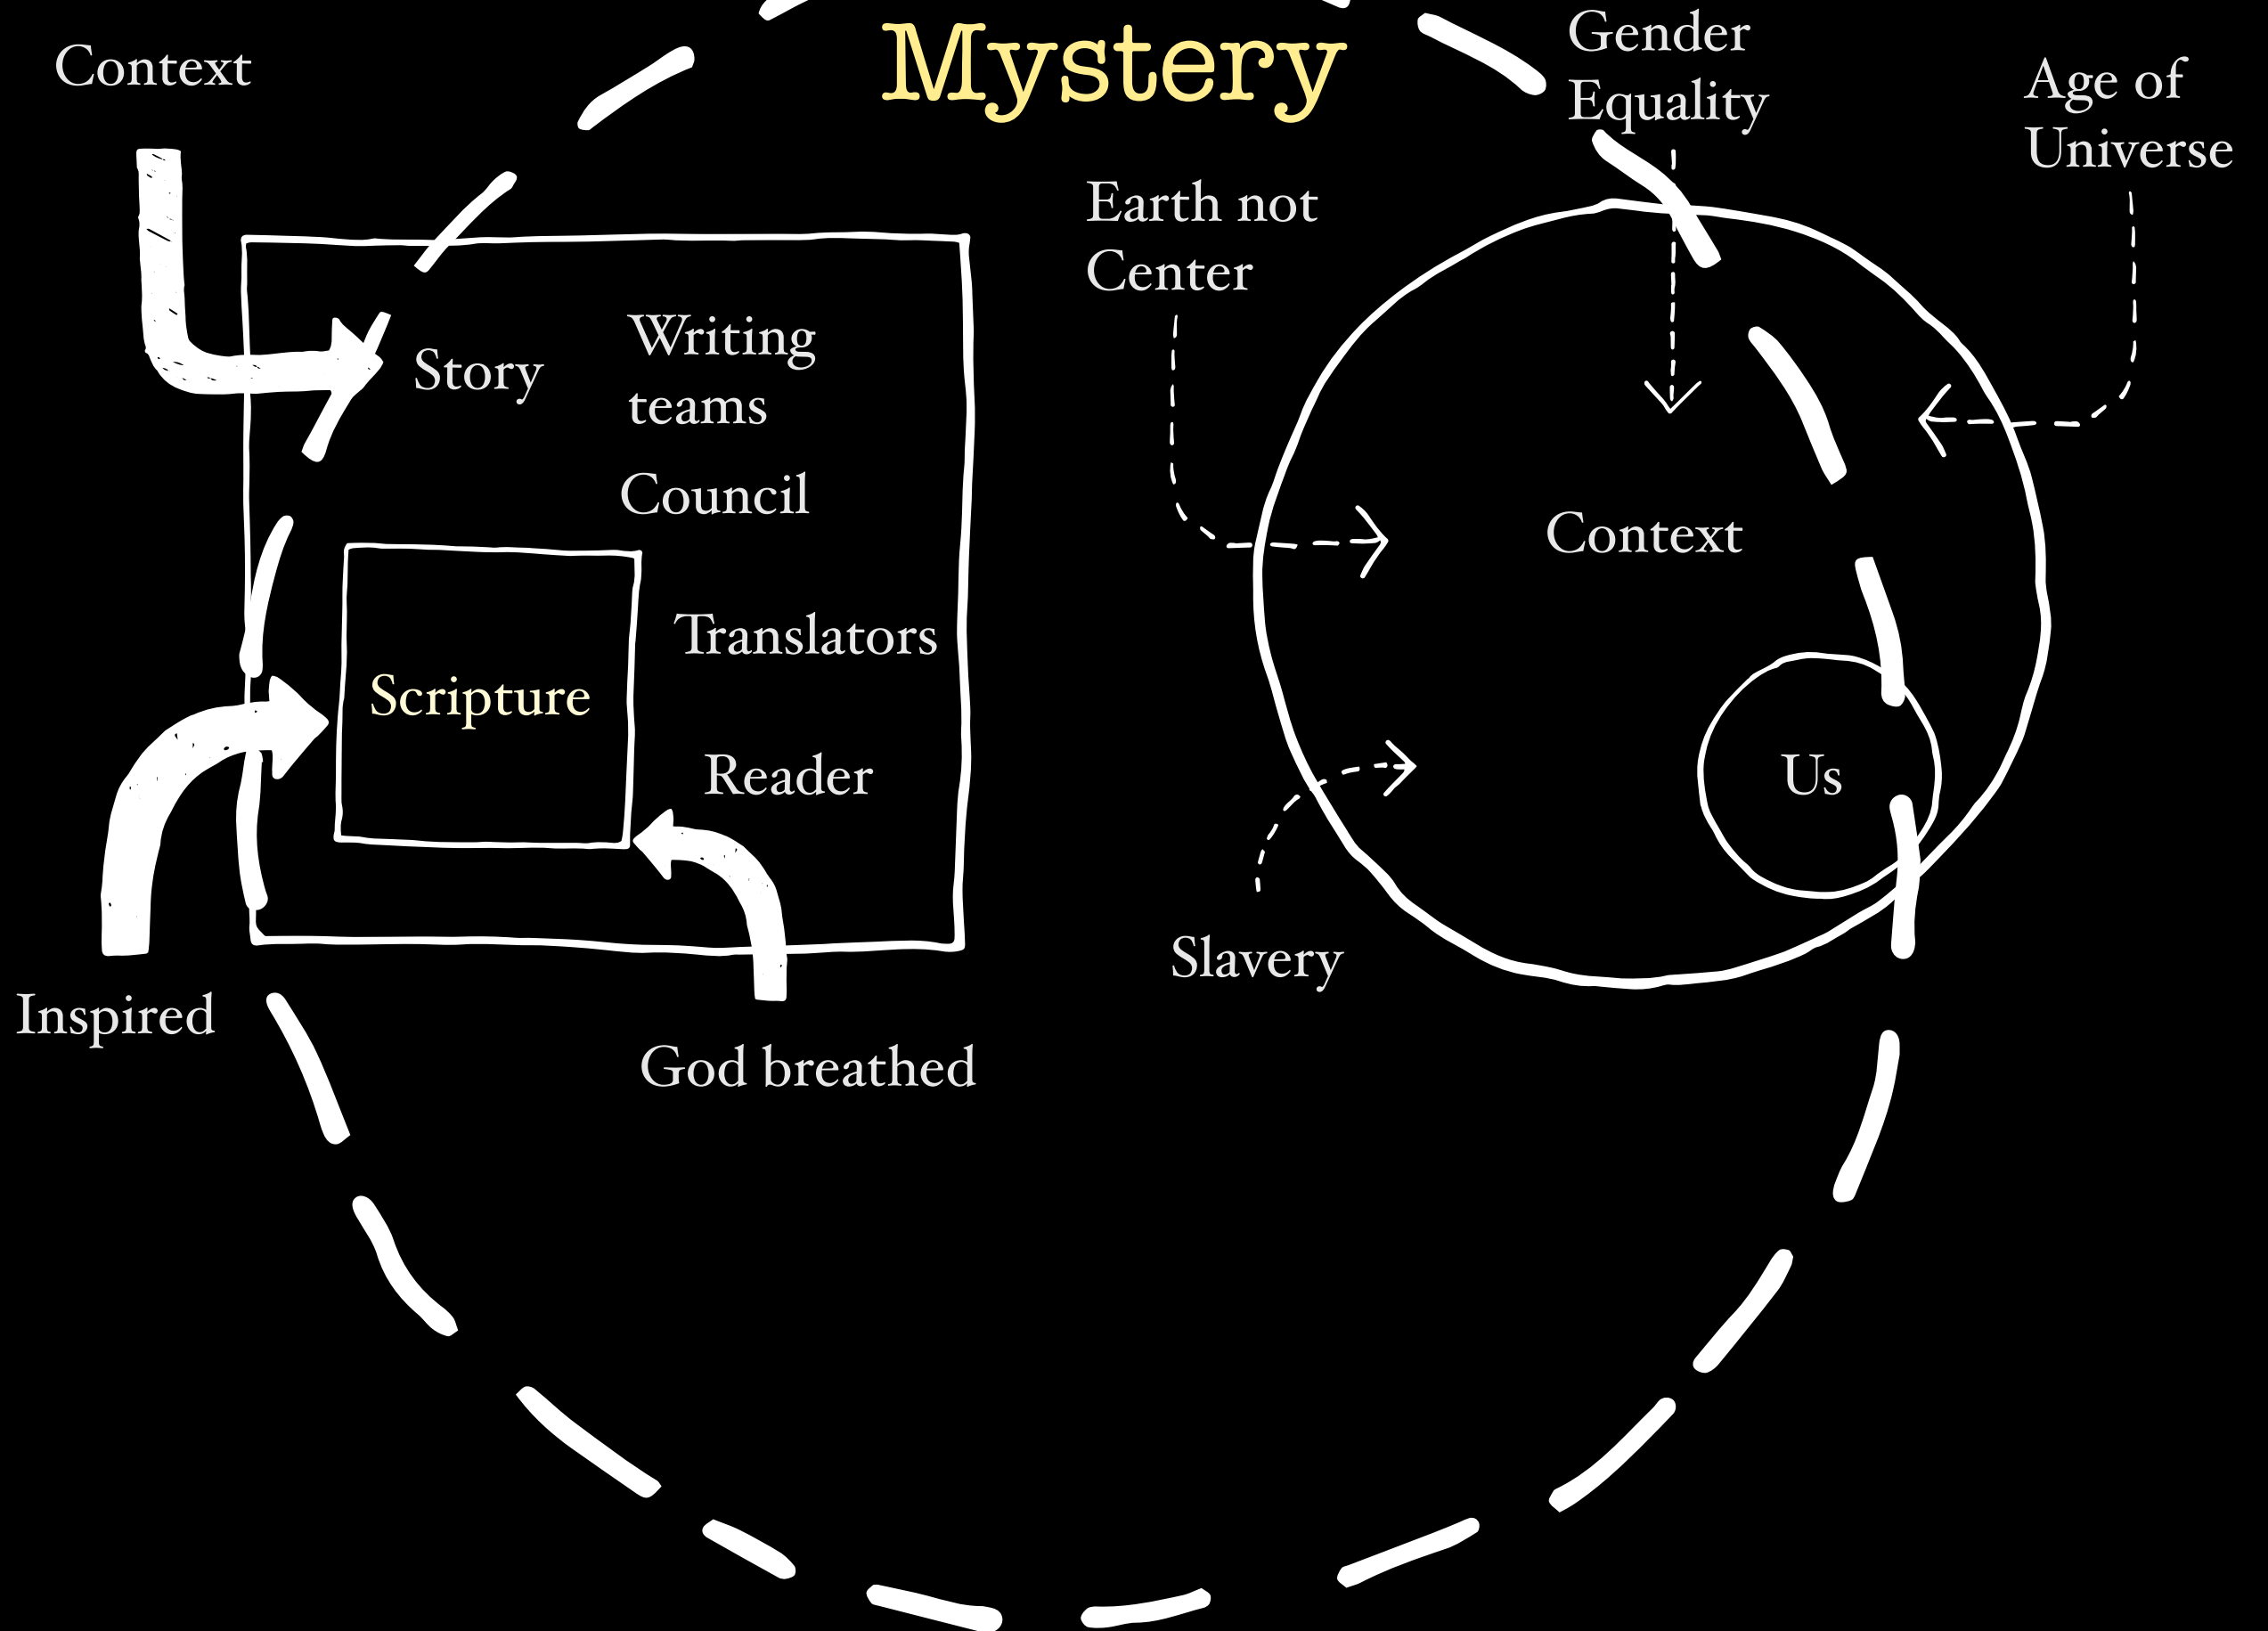 Mystery
Context
Gender
Equality
Age of
Universe
Earth not
Center
Story
Writing
teams
Council
Translators
Scripture
Reader
Context
Us
Slavery
Inspired
God breathed